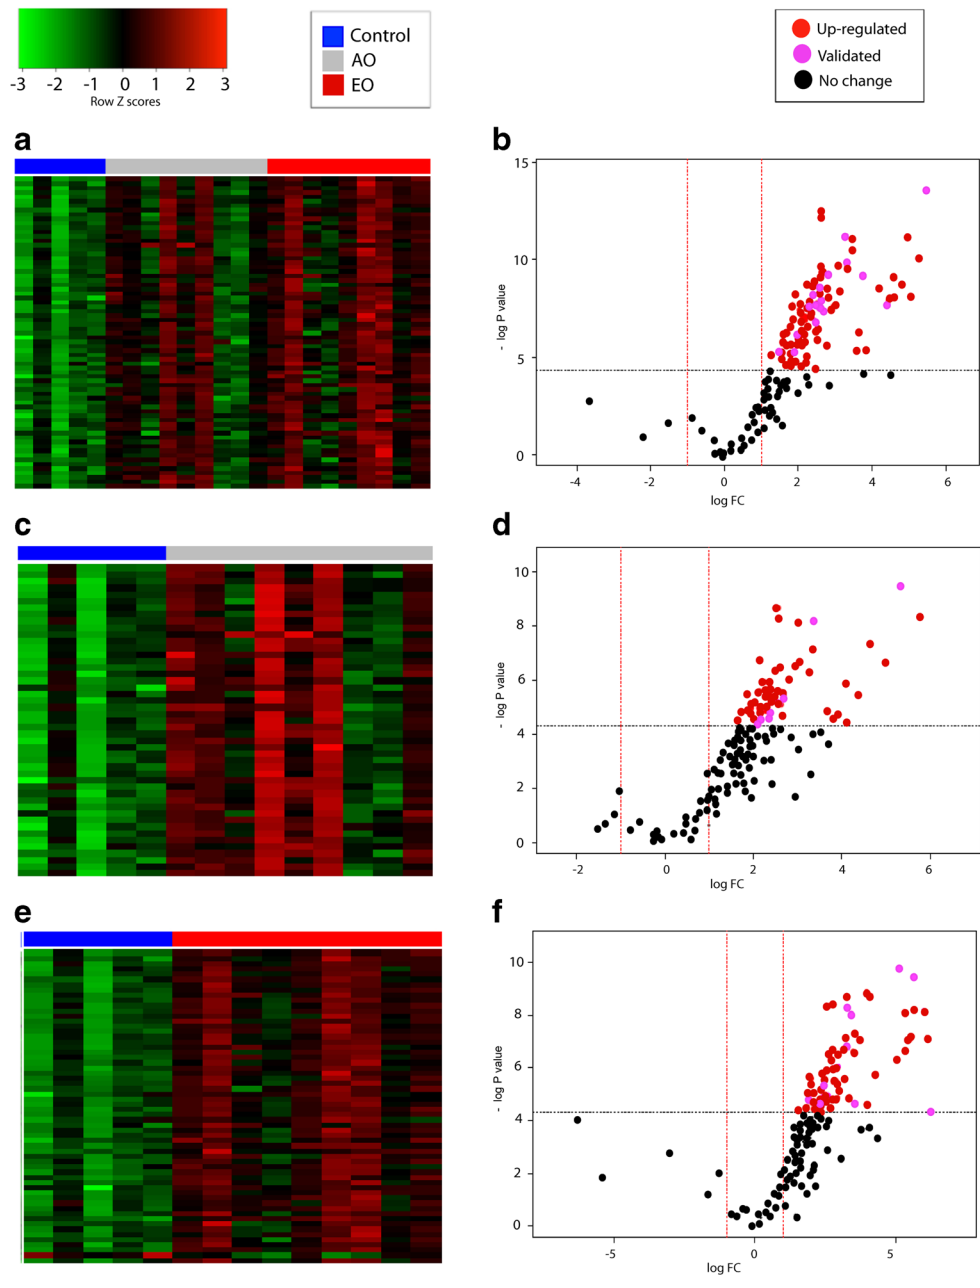 -3 -2 -1 0 1 2 3
Row Z scores
Control
AO
EO
Up-regulated
Validated
No change
a
b
15
10
5
0
- log P value
-4 -2 0 2 4 6
log FC
c
d
10
8
6
4
2
0
- log P value
-2 0 2 4 6
log FC
e
f
10
8
6
4
2
0
- log P value
-5 0 5
log FC